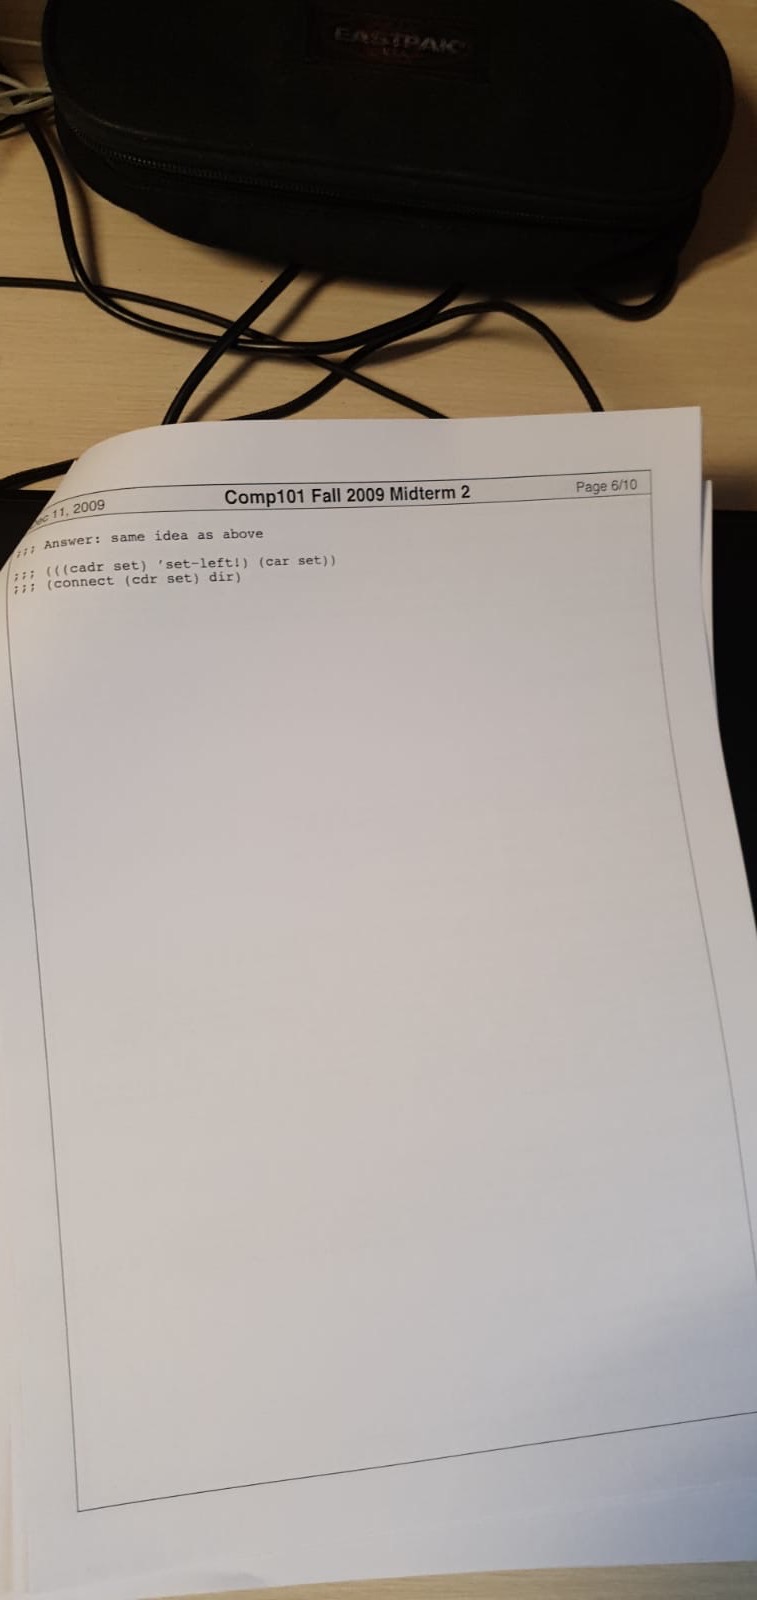 EASTPAK
Dec 11, 2009 Comp101 Fall 2009 Midterm 2 Page 6/10
;;; Answer: same idea as above
;;; (((cadr set) 'set-left!) (car set))
;;; (connect (cdr set) dir)